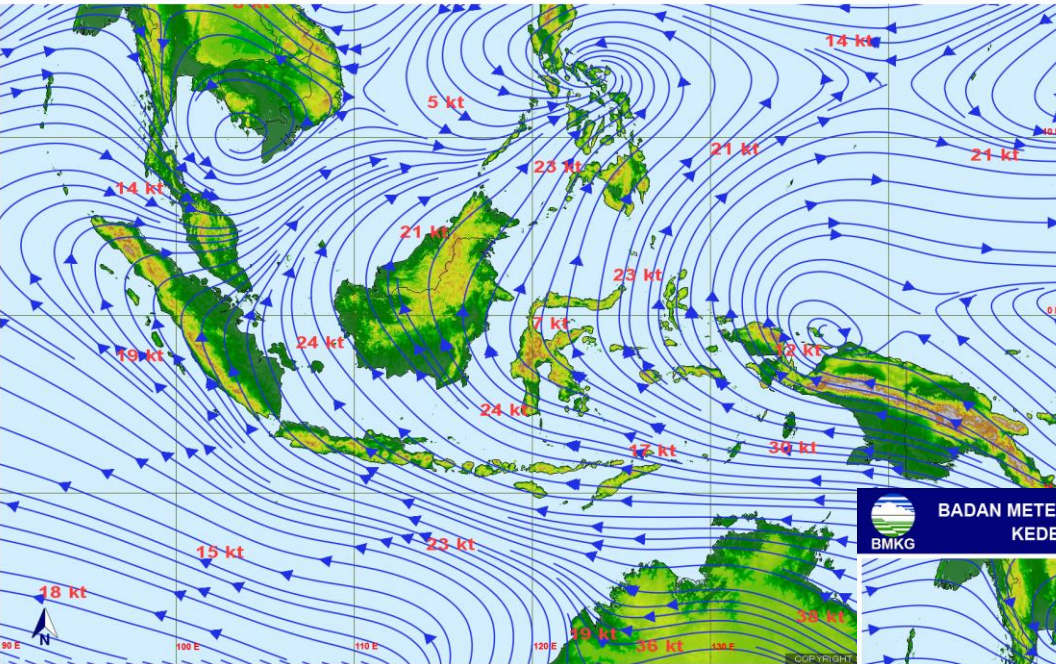 14 kt
5 kt
21 kt
21 kt
23 kt
14 kt
21 kt
23 kt
7 kt
24 kt
19 kt
12 kt
24 kt
17 kt
30 kt
23 kt
15 kt
18 kt
19 kt
36 kt
38 kt
N
90 E
100 E
110 E
120 E
130 E
COPYRIGHT
BMKG
BADAN METE
KEDE